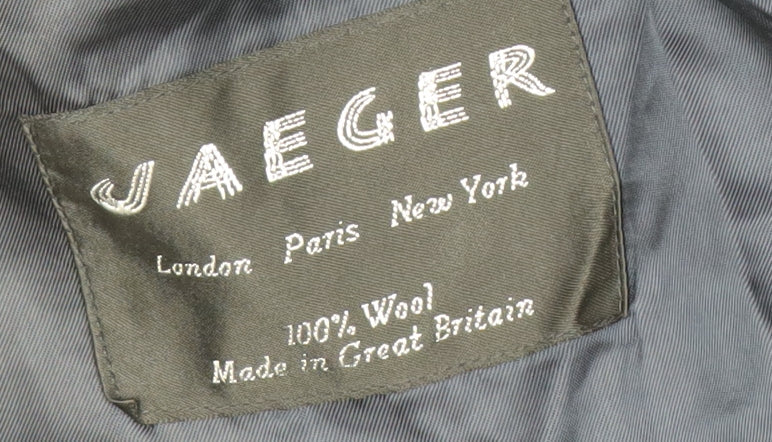 JAEGER
London Paris New York
100% Wool
Made in Great Britain